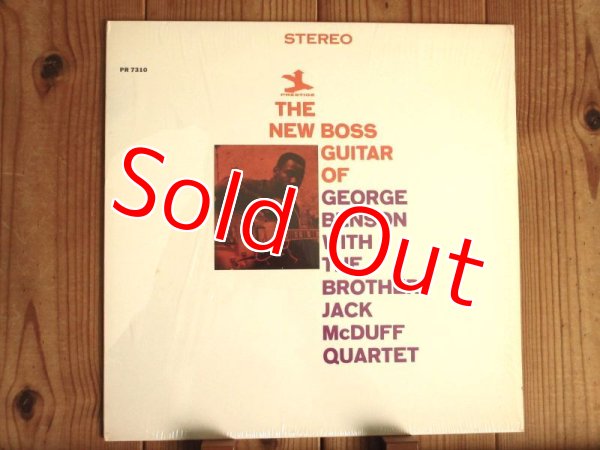 STEREO
PR 7310
PRESTIGE
THE
NEW BOSS
GUITAR
OF
GEORGE
BENSON
WITH
THE
BROTHER
JACK
McDUFF
QUARTET
Sold Out